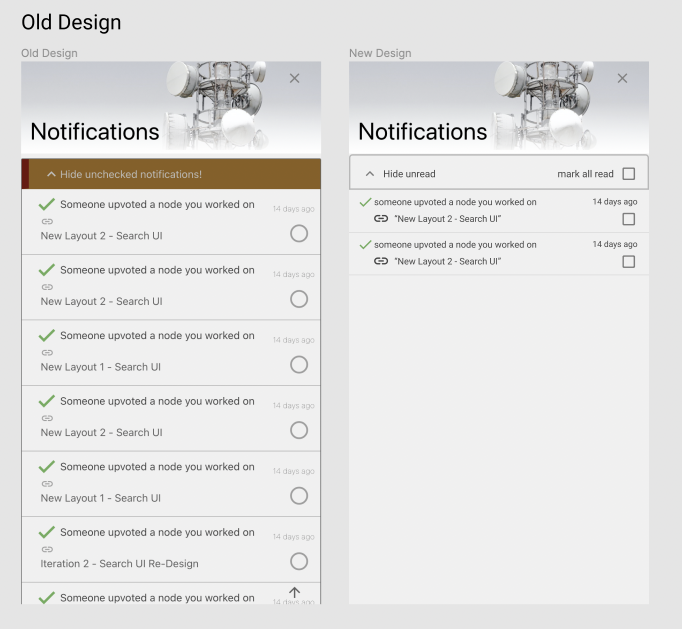 Old Design
Old Design
Notifications
Hide unchecked notifications!
Someone upvoted a node you worked on
14 days ago
New Layout 2 - Search UI
Someone upvoted a node you worked on
14 days ago
New Layout 2 - Search UI
Someone upvoted a node you worked on
14 days ago
New Layout 1 - Search UI
Someone upvoted a node you worked on
14 days ago
New Layout 2 - Search UI
Someone upvoted a node you worked on
14 days ago
New Layout 1 - Search UI
Someone upvoted a node you worked on
14 days ago
Iteration 2 - Search UI Re-Design
Someone upvoted a node you worked on
14 days ago
New Design
Notifications
Hide unread mark all read
someone upvoted a node you worked on 14 days ago
“New Layout 2 - Search UI”
someone upvoted a node you worked on 14 days ago
“New Layout 2 - Search UI”